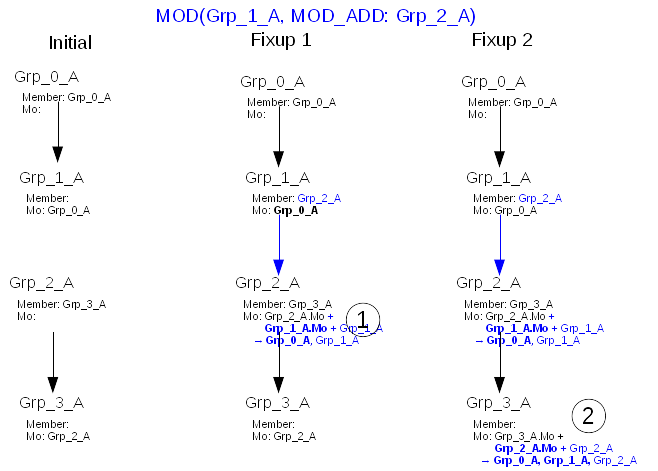 MOD(Grp_1_A, MOD_ADD: Grp_2_A)
Initial
Grp_0_A
Member: Grp_0_A
Mo:
Grp_1_A
Member:
Mo: Grp_0_A
Grp_2_A
Member: Grp_3_A
Mo:
Grp_3_A
Member:
Mo: Grp_2_A
Fixup 1
Grp_0_A
Member: Grp_0_A
Mo:
Grp_1_A
Member: Grp_2_A
Mo: Grp_0_A
Grp_2_A
Member: Grp_3_A
Mo: Grp_2_A.Mo +
Grp_1_A.Mo + Grp_1_A
→ Grp_0_A, Grp_1_A
1
Grp_3_A
Member:
Mo: Grp_2_A
Fixup 2
Grp_0_A
Member: Grp_0_A
Mo:
Grp_1_A
Member: Grp_2_A
Mo: Grp_0_A
Grp_2_A
Member: Grp_3_A
Mo: Grp_2_A.Mo +
Grp_1_A.Mo + Grp_1_A
→ Grp_0_A, Grp_1_A
Grp_3_A
2
Member:
Mo: Grp_3_A.Mo +
Grp_2_A.Mo + Grp_2_A
→ Grp_0_A, Grp_1_A, Grp_2_A